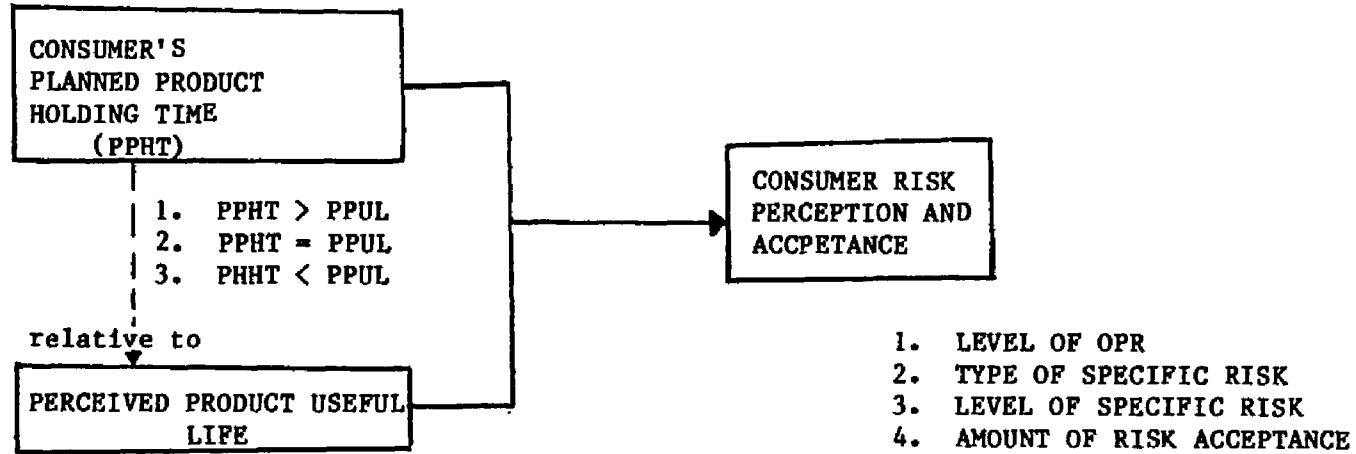 CONSUMER'S
PLANNED PRODUCT
HOLDING TIME
(PPHT)
1. PPHT > PPUL
2. PPHT = PPUL
3. PHHT < PPUL
relative to
PERCEIVED PRODUCT USEFUL
LIFE
CONSUMER RISK
PERCEPTION AND
ACCPETANCE
1. LEVEL OF OPR
2. TYPE OF SPECIFIC RISK
3. LEVEL OF SPECIFIC RISK
4. AMOUNT OF RISK ACCEPTANCE